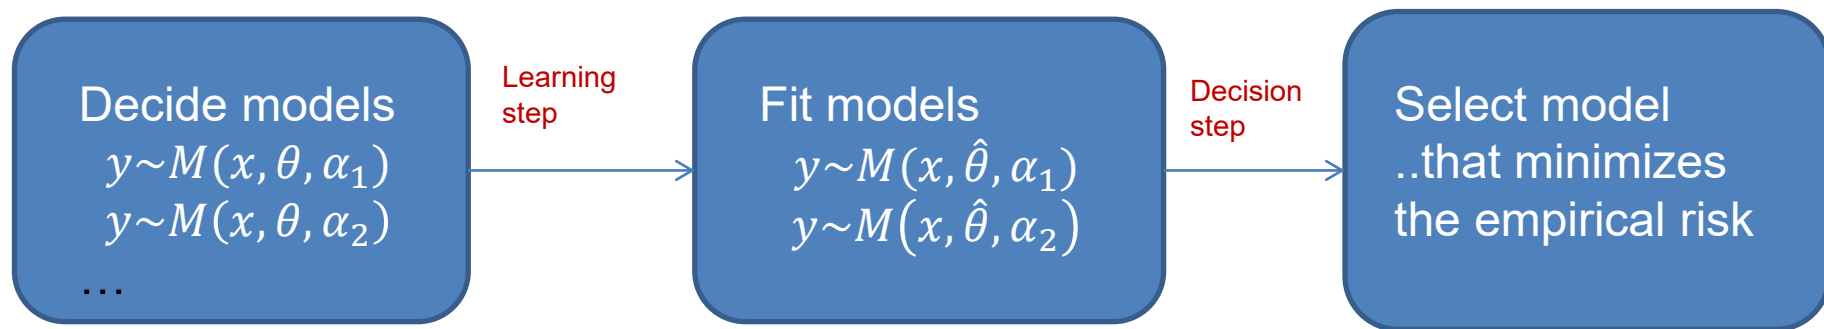 Decide models
y~M(x, θ, α₁)
y~M(x, θ, α₂)
...
Learning
step
Fit models
y~M(x, θ̂, α₁)
y~M(x, θ̂, α₂)
Decision
step
Select model
..that minimizes
the empirical risk